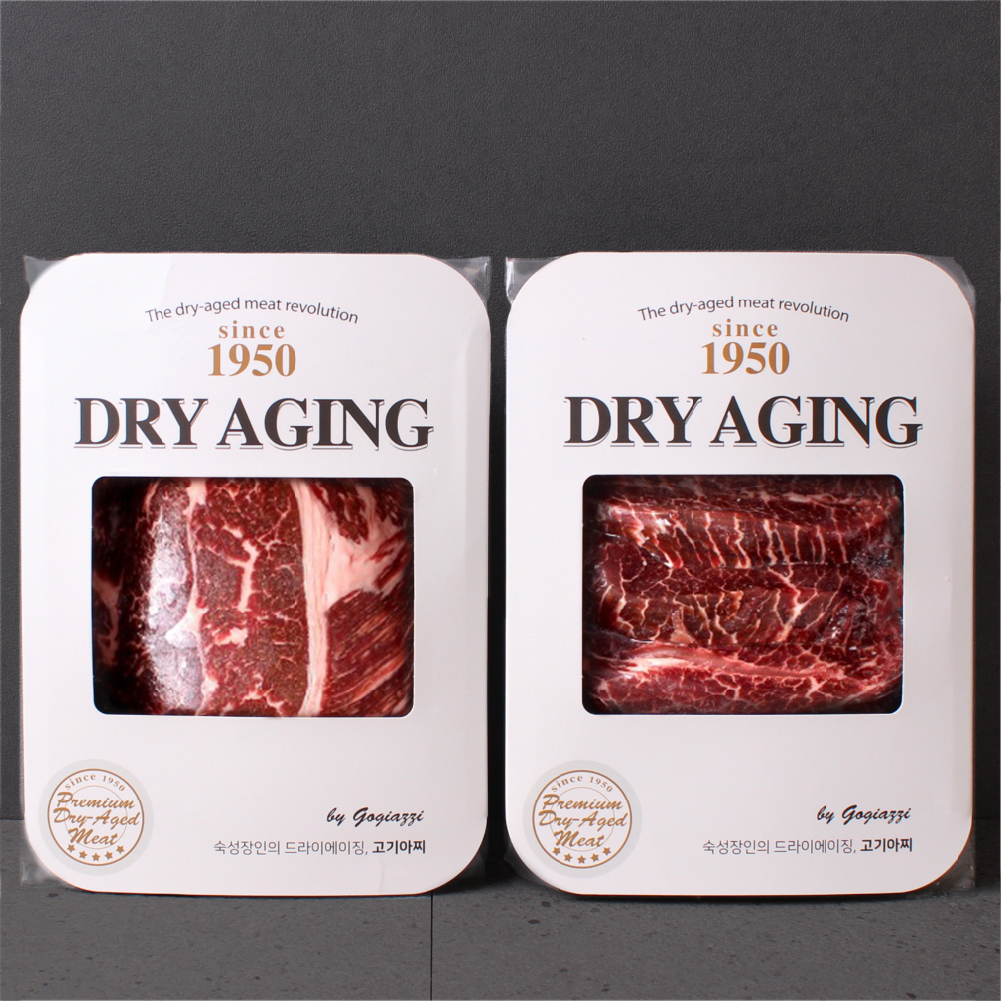 The dry-aged meat revolution
since
1950
DRY AGING
since 1950
Premium
Dry-Aged
Meat
by Gogiazzi
숙성장인의 드라이에이징, 고기아찌
The dry-aged meat revolution
since
1950
DRY AGING
since 1950
Premium
Dry-Aged
Meat
by Gogiazzi
숙성장인의 드라이에이징, 고기아찌